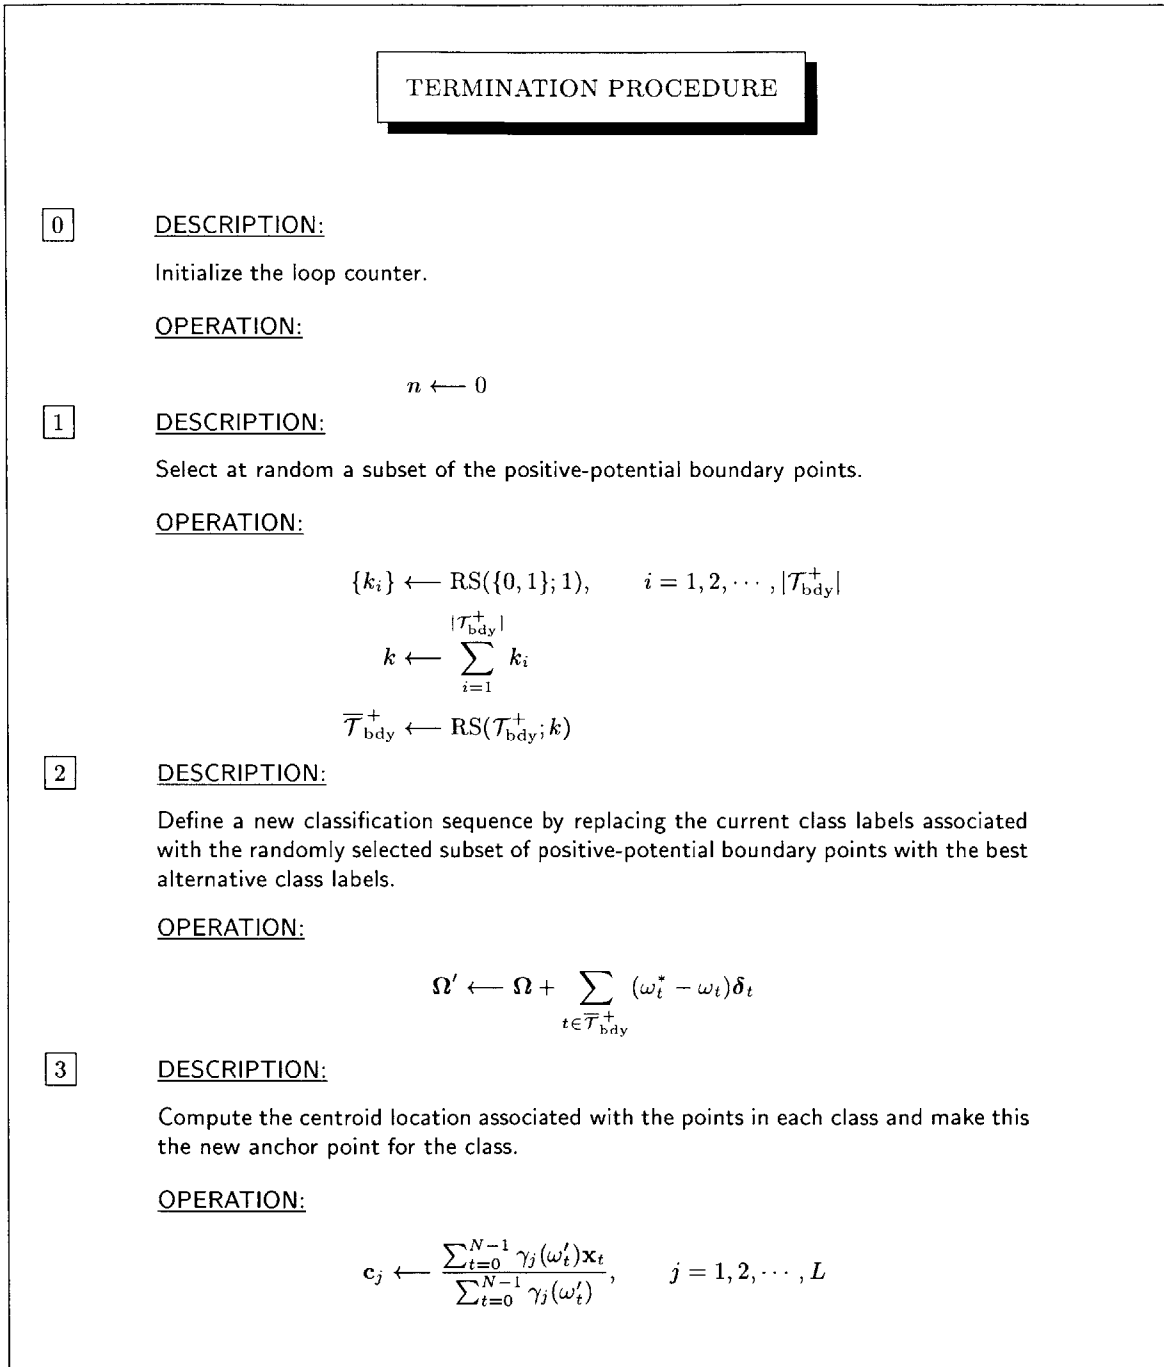 TERMINATION PROCEDURE
0 DESCRIPTION:
Initialize the loop counter.
OPERATION:
n ⟵ 0
1 DESCRIPTION:
Select at random a subset of the positive-potential boundary points.
OPERATION:
{k_i} ⟵ RS({0, 1}; 1), i = 1, 2, ⋯ , |𝒯⁺_bdy|
k ⟵ ∑_{i=1}^{|𝒯⁺_bdy|} k_i
𝒯̅⁺_bdy ⟵ RS(𝒯⁺_bdy; k)
2 DESCRIPTION:
Define a new classification sequence by replacing the current class labels associated
with the randomly selected subset of positive-potential boundary points with the best
alternative class labels.
OPERATION:
Ω′ ⟵ Ω + ∑_{t∈𝒯̅⁺_bdy} (ω*_t − ω_t)δ_t
3 DESCRIPTION:
Compute the centroid location associated with the points in each class and make this
the new anchor point for the class.
OPERATION:
c_j ⟵ ∑_{t=0}^{N−1} γ_j(ω′_t)x_t / ∑_{t=0}^{N−1} γ_j(ω′_t), j = 1, 2, ⋯ , L